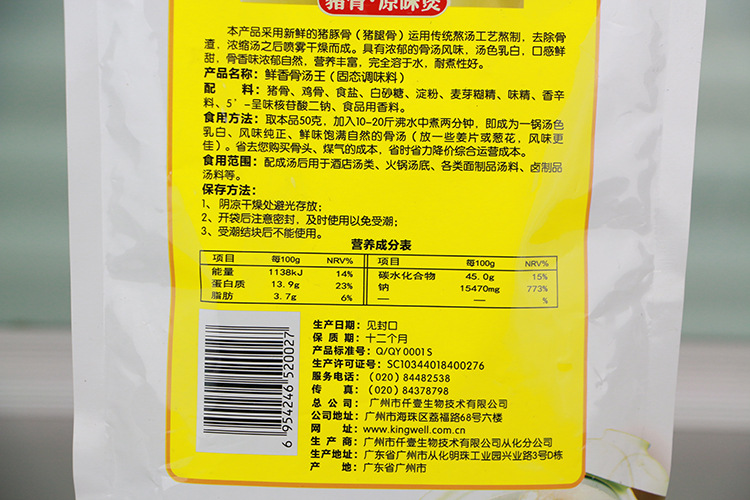 猪骨·原味煲
本产品采用新鲜的猪豚骨（猪腿骨）运用传统熬汤工艺熬制，去除骨
渣，浓缩汤之后喷雾干燥而成。具有浓郁的骨汤风味，汤色乳白，口感鲜
甜，骨香味浓郁自然，营养丰富，完全溶于水，耐煮性好。
产品名称：鲜香骨汤王（固态调味料）
配 料：猪骨、鸡骨、食盐、白砂糖、淀粉、麦芽糊精、味精、香辛
料、5'-呈味核苷酸二钠、食品用香料。
食用方法：取本品50克，加入10-20斤沸水中煮两分钟，即成为一锅汤色
乳白、风味纯正、鲜味饱满自然的骨汤（放一些姜片或葱花，风味更
佳）。省去您购买骨头、煤气的成本，省时省力降价综合运营成本。
食用范围：配成汤后用于酒店汤类、火锅汤底、各类面制品汤料、卤制品
汤料等。
保存方法：
1、阴凉干燥处避光存放；
2、开袋后注意密封，及时使用以免受潮；
3、受潮结块后不能使用。
营养成分表
项目 每100g NRV% 项目 每100g NRV%
能量 1138kJ 14% 碳水化合物 45.0g 15%
蛋白质 13.9g 23% 钠 15470mg 773%
脂肪 3.7g 6% — — %
生产日期：见封口
保 质 期：十二个月
产品标准号：Q/QY 0001S
生产许可证号：SC10344018400276
服务电话：（020）84482538
传 真：（020）84378798
总 公 司：广州市仟壹生物技术有限公司
公司地址：广州市海珠区荔福路68号六楼
网 址：www.kingwell.com.cn
生 产 商：广州市仟壹生物技术有限公司从化分公司
生产地址：广东省广州市从化明珠工业园兴业路3号D栋
产 地：广东省广州市
6 954246 520027